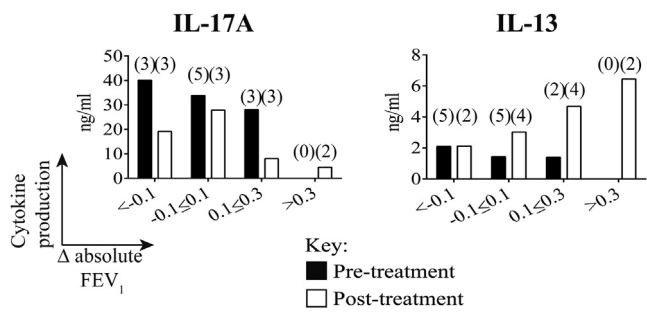 IL-17A
ng/ml
50
40
30
20
10
0
(3)(3)
(5)(3)
(3)(3)
(0)(2)
<-0.1
-0.1≤0.1
0.1≤0.3
>0.3
IL-13
ng/ml
8
6
4
2
0
(5)(2)
(5)(4)
(2)(4)
(0)(2)
<-0.1
-0.1≤0.1
0.1≤0.3
>0.3
Cytokine
production
Δ absolute
FEV1
Key:
Pre-treatment
Post-treatment